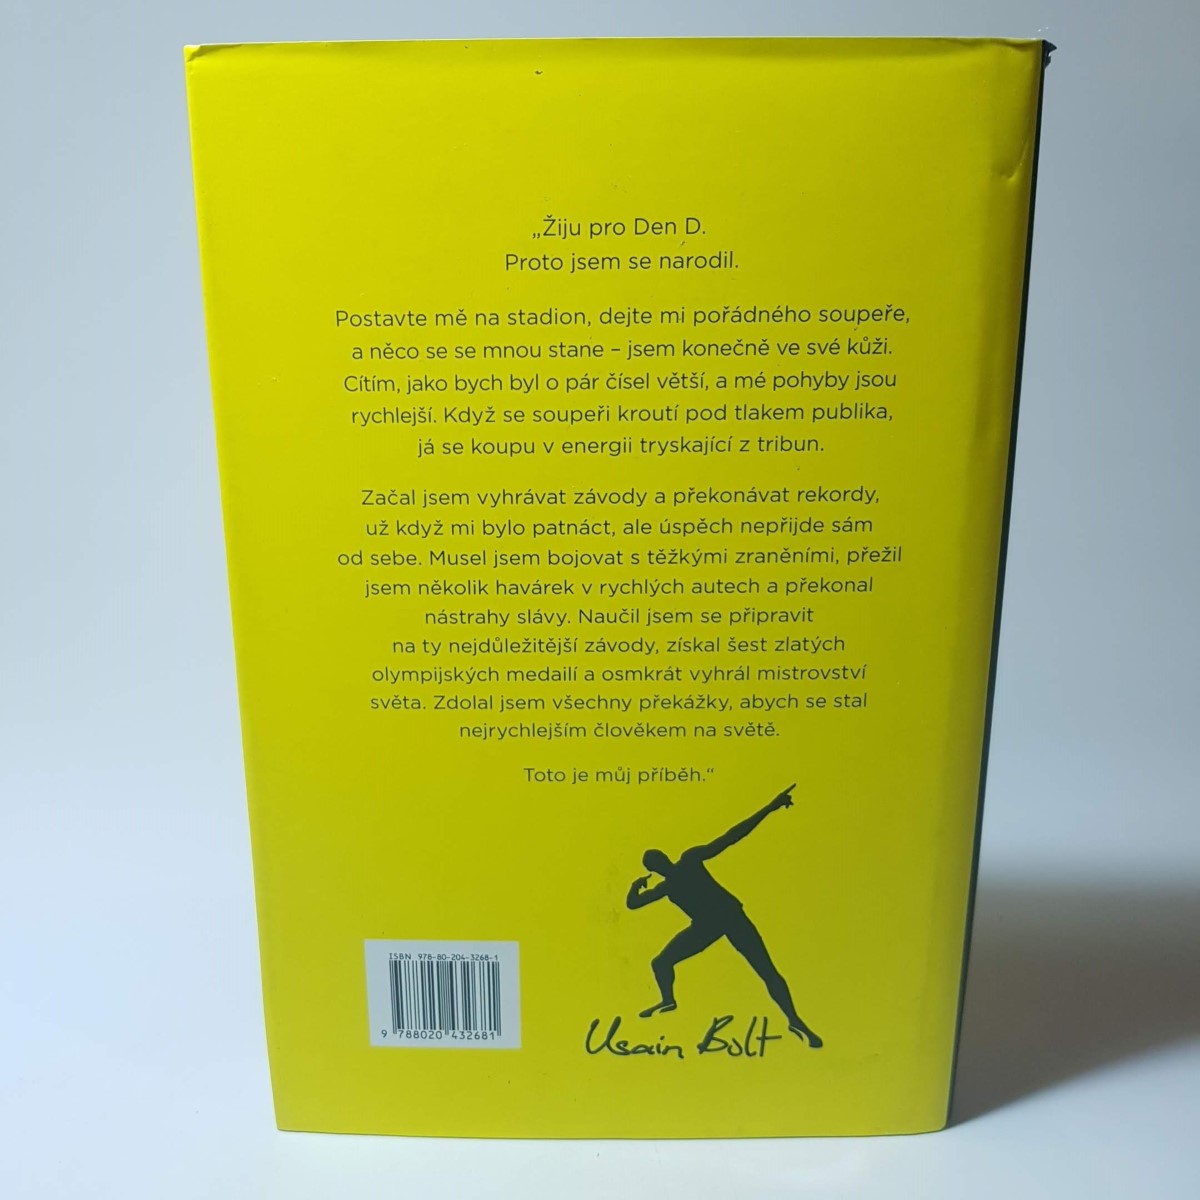 „Žiju pro Den D.
Proto jsem se narodil.
Postavte mě na stadion, dejte mi pořádného soupeře,
a něco se se mnou stane – jsem konečně ve své kůži.
Cítím, jako bych byl o pár čísel větší, a mé pohyby jsou
rychlejší. Když se soupeři kroutí pod tlakem publika,
já se koupu v energii tryskající z tribun.
Začal jsem vyhrávat závody a překonávat rekordy,
už když mi bylo patnáct, ale úspěch nepřijde sám
od sebe. Musel jsem bojovat s těžkými zraněními, přežil
jsem několik havárek v rychlých autech a překonal
nástrahy slávy. Naučil jsem se připravit
na ty nejdůležitější závody, získal šest zlatých
olympijských medailí a osmkrát vyhrál mistrovství
světa. Zdolal jsem všechny překážky, abych se stal
nejrychlejším člověkem na světě.
Toto je můj příběh.“
ISBN 978-80-204-3268-1
9 788020 432681
Usain Bolt